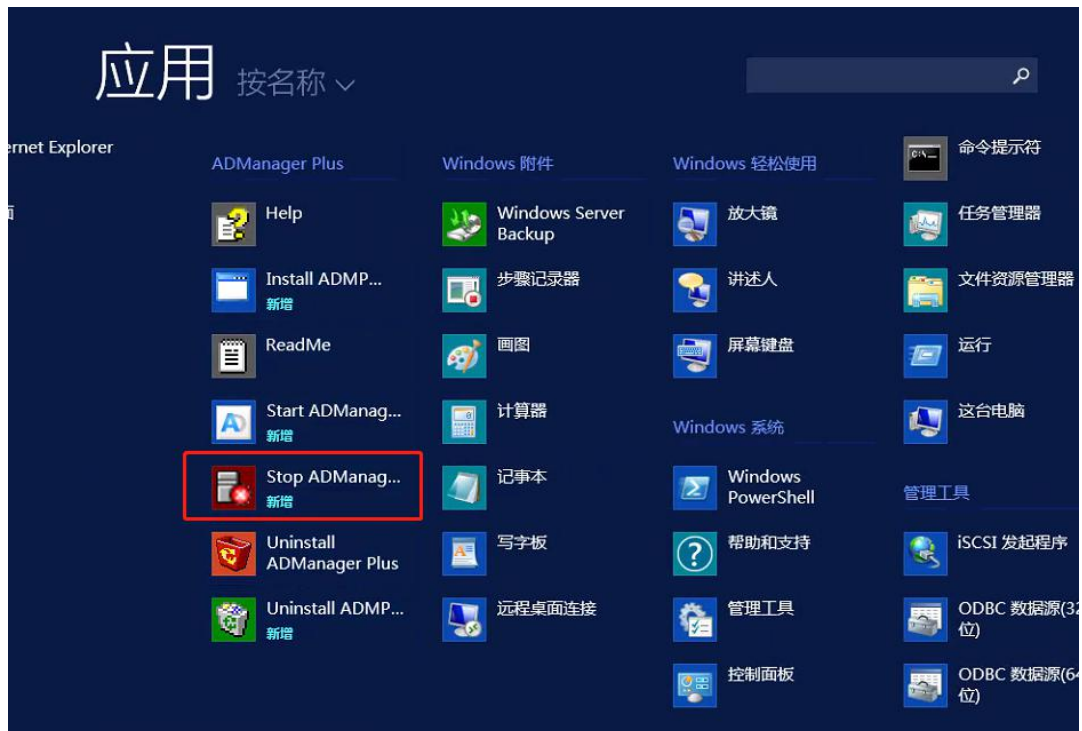 应用 按名称
ernet Explorer
面
ADManager Plus
Help
Install ADMP...
新增
ReadMe
Start ADManag...
新增
Stop ADManag...
新增
Uninstall
ADManager Plus
Uninstall ADMP...
新增
Windows 附件
Windows Server
Backup
步骤记录器
画图
计算器
记事本
写字板
远程桌面连接
Windows 轻松使用
放大镜
讲述人
屏幕键盘
Windows 系统
Windows
PowerShell
帮助和支持
管理工具
控制面板
命令提示符
任务管理器
文件资源管理器
运行
这台电脑
管理工具
iSCSI 发起程序
ODBC 数据源(32
位)
ODBC 数据源(64
位)